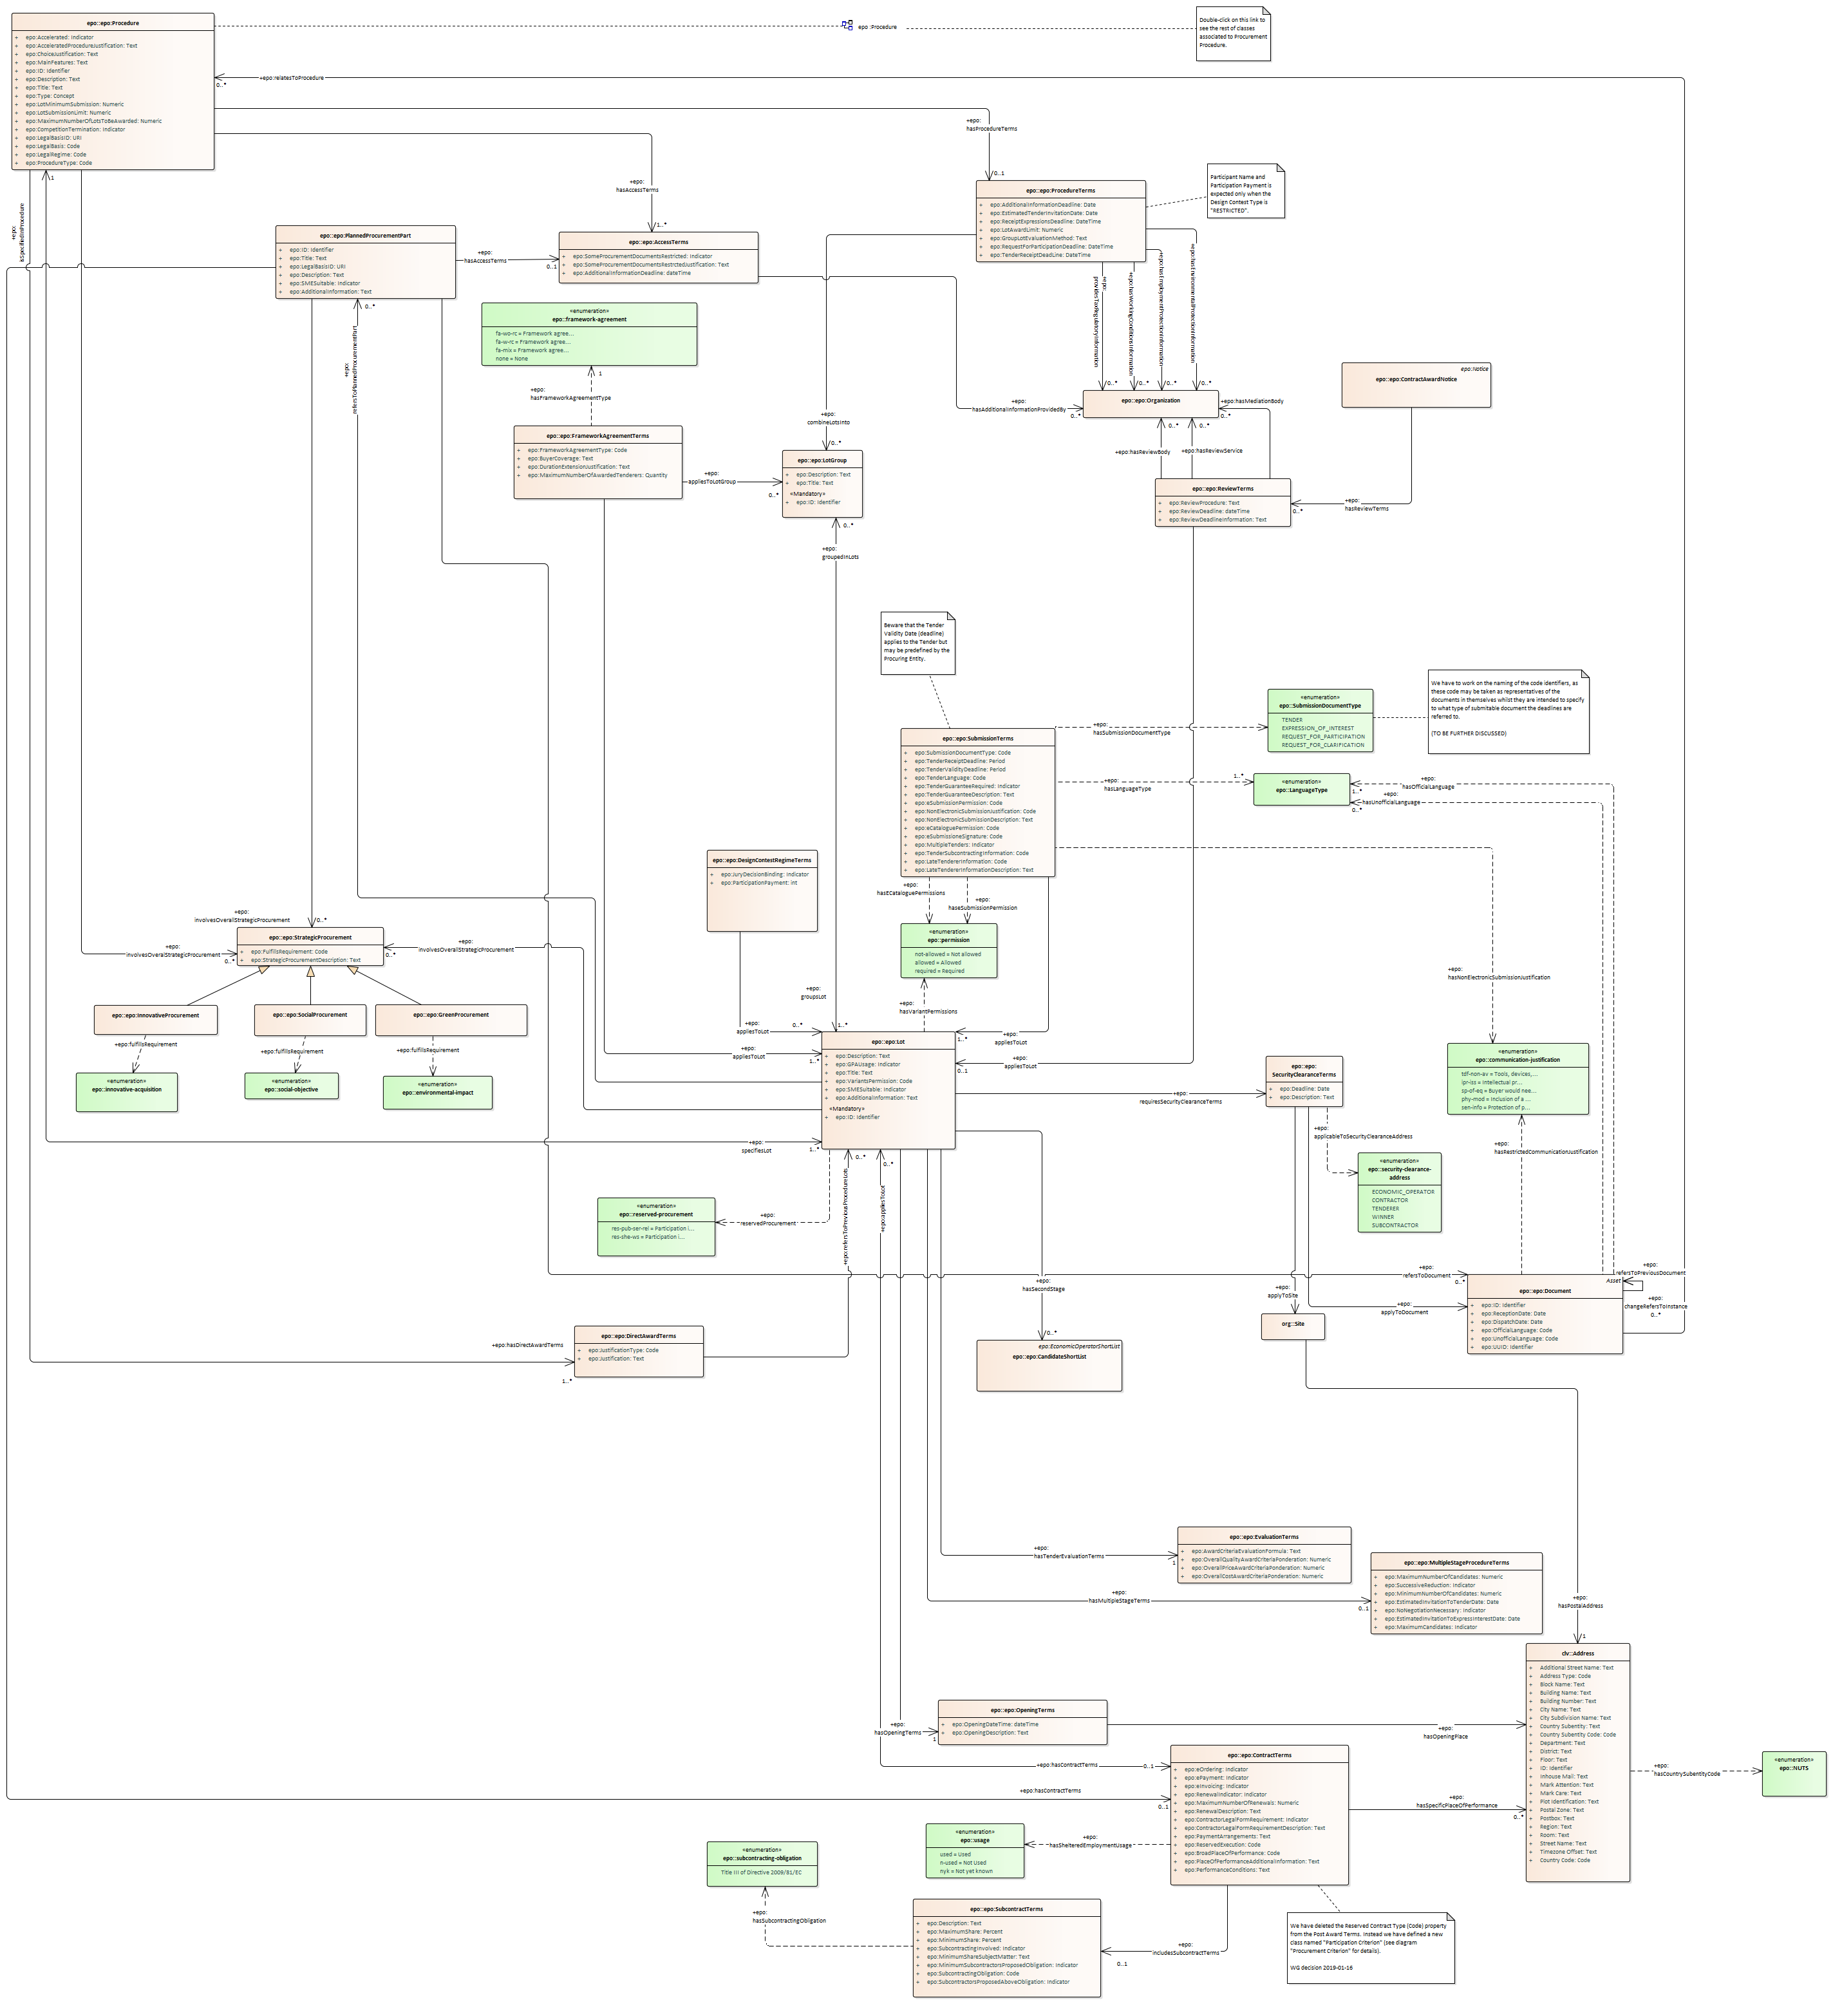 epo::epo:Procedure
+ epo:Accelerated: Indicator
+ epo:AcceleratedProcedureJustification: Text
+ epo:ChoiceJustification: Text
+ epo:MainFeatures: Text
+ epo:ID: Identifier
+ epo:Description: Text
+ epo:Title: Text
+ epo:Type: Concept
+ epo:LotMinimumSubmission: Numeric
+ epo:LotSubmissionLimit: Numeric
+ epo:MaximumNumberOfLotsToBeAwarded: Numeric
+ epo:CompetitionTermination: Indicator
+ epo:LegalBasisID: URI
+ epo:LegalBasis: Code
+ epo:LegalRegime: Code
+ epo:ProcedureType: Code
epo :Procedure
Double-click on this link to
see the rest of classes
associated to Procurement
Procedure.
+epo:relatesToProcedure
0..*
+epo:
hasProcedureTerms
0..1
+epo:
hasAccessTerms
1..*
1
+epo:
isSpecifiedInProcedure
epo::epo:ProcedureTerms
+ epo:AdditionalInformationDeadline: Date
+ epo:EstimatedTenderInvitationDate: Date
+ epo:ReceiptExpressionsDeadline: DateTime
+ epo:LotAwardLimit: Numeric
+ epo:GroupLotEvaluationMethod: Text
+ epo:RequestForParticipationDeadline: DateTime
+ epo:TenderReceiptDeadLine: DateTime
Participant Name and
Participation Payment is
expected only when the
Design Contest Type is
"RESTRICTED".
epo::epo:PlannedProcurementPart
+ epo:ID: Identifier
+ epo:Title: Text
+ epo:LegalBasisID: URI
+ epo:Description: Text
+ epo:SMESuitable: Indicator
+ epo:AdditionalInformation: Text
+epo:
hasAccessTerms
0..1
epo::epo:AccessTerms
+ epo:SomeProcurementDocumentsRestricted: Indicator
+ epo:SomeProcurementDocumentsRestrctedJustification: Text
+ epo:AdditionalInformationDeadline: dateTime
0..*
+epo:
refersToPlannedProcurementPart
«enumeration»
epo::framework-agreement
fa-wo-rc = Framework agree...
fa-w-rc = Framework agree...
fa-mix = Framework agree...
none = None
1
+epo:
hasFrameworkAgreementType
+epo:
providesTaxRegulatoryInformation
+epo:hasWorkingConditionsInformation
+epo:hasEmploymentProtectionInformation
+epo:hasEnvironmentalProtectionInformation
0..*
0..*
0..*
0..*
epo::epo:Organization
+epo:
hasAdditionalInformationProvidedBy
0..*
+epo:hasMediationBody
0..*
0..*
0..*
+epo:hasReviewBody
+epo:hasReviewService
epo:Notice
epo::epo:ContractAwardNotice
+epo:
combineLotsInto
0..*
epo::epo:FrameworkAgreementTerms
+ epo:FrameworkAgreementType: Code
+ epo:BuyerCoverage: Text
+ epo:DurationExtensionJustification: Text
+ epo:MaximumNumberOfAwardedTenderers: Quantity
+epo:
appliesToLotGroup
0..*
epo::epo:LotGroup
+ epo:Description: Text
+ epo:Title: Text
«Mandatory»
+ epo:ID: Identifier
0..*
+epo:
groupedInLots
epo::epo:ReviewTerms
+ epo:ReviewProcedure: Text
+ epo:ReviewDeadline: dateTime
+ epo:ReviewDeadlineInformation: Text
0..*
+epo:
hasReviewTerms
Beware that the Tender
Validity Date (deadline)
applies to the Tender but
may be predefined by the
Procuring Entity.
epo::epo:SubmissionTerms
+ epo:SubmissionDocumentType: Code
+ epo:TenderReceiptDeadline: Period
+ epo:TenderValidityDeadline: Period
+ epo:TenderLanguage: Code
+ epo:TenderGuaranteeRequired: Indicator
+ epo:TenderGuaranteeDescription: Text
+ epo:eSubmissionPermission: Code
+ epo:NonElectronicSubmissionJustification: Code
+ epo:NonElectronicSubmissionDescription: Text
+ epo:eCataloguePermission: Code
+ epo:eSubmissioneSignature: Code
+ epo:MultipleTenders: Indicator
+ epo:TenderSubcontractingInformation: Code
+ epo:LateTendererInformation: Code
+ epo:LateTendererInformationDescription: Text
+epo:
hasSubmissionDocumentType
«enumeration»
epo::SubmissionDocumentType
TENDER
EXPRESSION_OF_INTEREST
REQUEST_FOR_PARTICIPATION
REQUEST_FOR_CLARIFICATION
We have to work on the naming of the code identifiers, as
these code may be taken as representatives of the
documents in themselves whilst they are intended to specify
to what type of submitable document the deadlines are
referred to.
(TO BE FURTHER DISCUSSED)
+epo:
hasLanguageType
1..*
«enumeration»
epo::LanguageType
+epo:
hasOfficialLanguage
1..*
+epo:
hasUnofficialLanguage
0..*
epo::epo:DesignContestRegimeTerms
+ epo:JuryDecisionBinding: Indicator
+ epo:ParticipationPayment: int
+epo:
hasECataloguePermissions
+epo:
haseSubmissionPermission
«enumeration»
epo::permission
not-allowed = Not allowed
allowed = Allowed
required = Required
+epo:
hasVariantPermissions
+epo:
involvesOverallStrategicProcurement
0..*
epo::epo:StrategicProcurement
+ epo:FulfillsRequirement: Code
+ epo:StrategicProcurementDescription: Text
+epo:
involvesOverallStrategicProcurement
0..*
+epo:
involvesOverallStrategicProcurement
0..*
epo::epo:InnovativeProcurement
epo::epo:SocialProcurement
epo::epo:GreenProcurement
+epo:fulfillsRequirement
+epo:fulfillsRequirement
+epo:fulfillsRequirement
«enumeration»
epo::innovative-acquisition
«enumeration»
epo::social-objective
«enumeration»
epo::environmental-impact
+epo:
groupsLot
1..*
+epo:
appliesToLot
0..*
+epo:
appliesToLot
1..*
+epo:
appliesToLot
1..*
+epo:
appliesToLot
0..1
epo::epo:Lot
+ epo:Description: Text
+ epo:GPAUsage: Indicator
+ epo:Title: Text
+ epo:VariantsPermission: Code
+ epo:SMESuitable: Indicator
+ epo:AdditionalInformation: Text
«Mandatory»
+ epo:ID: Identifier
+epo:
specifiesLot
1..*
+epo:
requiresSecurityClearanceTerms
epo::epo:
SecurityClearanceTerms
+ epo:Deadline: Date
+ epo:Description: Text
+epo:
hasNonElectronicSubmissionJustification
«enumeration»
epo::communication-justification
tdf-non-av = Tools, devices,...
ipr-iss = Intellectual pr...
sp-of-eq = Buyer would nee...
phy-mod = Inclusion of a ...
sen-info = Protection of p...
+epo:
hasRestrictedCommunicationJustification
+epo:
applicableToSecurityClearanceAddress
«enumeration»
epo::security-clearance-
address
ECONOMIC_OPERATOR
CONTRACTOR
TENDERER
WINNER
SUBCONTRACTOR
0..*
0..*
+epo:refersToPreviousProcedureLots
+epo:appliesToLot
«enumeration»
epo::reserved-procurement
res-pub-ser-rel = Participation i...
res-she-ws = Participation i...
+epo:
reservedProcurement
+epo:
hasSecondStage
0..*
epo:EconomicOperatorShortList
epo::epo:CandidateShortList
+epo:
applyToSite
org::Site
+epo:
applyToDocument
+epo:
refersToDocument
0..*
Asset
epo::epo:Document
+ epo:ID: Identifier
+ epo:ReceptionDate: Date
+ epo:DispatchDate: Date
+ epo:OfficialLanguage: Code
+ epo:UnofficialLanguage: Code
+ epo:UUID: Identifier
+epo:
refersToPreviousDocument
+epo:
changeRefersToInstance
0..*
+epo:hasDirectAwardTerms
1..*
epo::epo:DirectAwardTerms
+ epo:JustificationType: Code
+ epo:Justification: Text
+epo:
hasTenderEvaluationTerms
1
epo::epo:EvaluationTerms
+ epo:AwardCriteriaEvaluationFormula: Text
+ epo:OverallQualityAwardCriteriaPonderation: Numeric
+ epo:OverallPriceAwardCriteriaPonderation: Numeric
+ epo:OverallCostAwardCriteriaPonderation: Numeric
+epo:
hasMultipleStageTerms
0..1
epo::epo:MultipleStageProcedureTerms
+ epo:MaximumNumberOfCandidates: Numeric
+ epo:SuccessiveReduction: Indicator
+ epo:MinimumNumberOfCandidates: Numeric
+ epo:EstimatedInvitationToTenderDate: Date
+ epo:NoNegotiationNecessary: Indicator
+ epo:EstimatedInvitationToExpressInterestDate: Date
+ epo:MaximumCandidates: Indicator
+epo:
hasPostalAddress
1
clv::Address
+ Additional Street Name: Text
+ Address Type: Code
+ Block Name: Text
+ Building Name: Text
+ Building Number: Text
+ City Name: Text
+ City Subdivision Name: Text
+ Country Subentity: Text
+ Country Subentity Code: Code
+ Department: Text
+ District: Text
+ Floor: Text
+ ID: Identifier
+ Inhouse Mail: Text
+ Mark Attention: Text
+ Mark Care: Text
+ Plot Identification: Text
+ Postal Zone: Text
+ Postbox: Text
+ Region: Text
+ Room: Text
+ Street Name: Text
+ Timezone Offset: Text
+ Country Code: Code
+epo:
hasCountrySubentityCode
«enumeration»
epo::NUTS
+epo:
hasOpeningTerms
1
epo::epo:OpeningTerms
+ epo:OpeningDateTime: dateTime
+ epo:OpeningDescription: Text
+epo:
hasOpeningPlace
+epo:hasContractTerms
0..1
+epo:hasContractTerms
0..1
epo::epo:ContractTerms
+ epo:eOrdering: Indicator
+ epo:ePayment: Indicator
+ epo:eInvoicing: Indicator
+ epo:RenewalIndicator: Indicator
+ epo:MaximumNumberOfRenewals: Numeric
+ epo:RenewalDescription: Text
+ epo:ContractorLegalFormRequirement: Indicator
+ epo:ContractorLegalFormRequirementDescription: Text
+ epo:PaymentArrangements: Text
+ epo:ReservedExecution: Code
+ epo:BroadPlaceOfPerformance: Code
+ epo:PlaceOfPerformanceAdditionalInformation: Text
+ epo:PerformanceConditions: Text
+epo:
hasSpecificPlaceOfPerformance
0..*
«enumeration»
epo::usage
used = Used
n-used = Not Used
nyk = Not yet known
+epo:
hasShelteredEmploymentUsage
«enumeration»
epo::subcontracting-obligation
Title III of Directive 2009/81/EC
+epo:
hasSubcontractingObligation
epo::epo:SubcontractTerms
+ epo:Description: Text
+ epo:MaximumShare: Percent
+ epo:MinimumShare: Percent
+ epo:SubcontractingInvolved: Indicator
+ epo:MinimumShareSubjectMatter: Text
+ epo:MinimumSubcontractorsProposedObligation: Indicator
+ epo:SubcontractingObligation: Code
+ epo:SubcontractorsProposedAboveObligation: Indicator
+epo:
includesSubcontractTerms
0..1
We have deleted the Reserved Contract Type (Code) property
from the Post Award Terms. Instead we have defined a new
class named "Participation Criterion" (see diagram
"Procurement Criterion" for details).
WG decision 2019-01-16